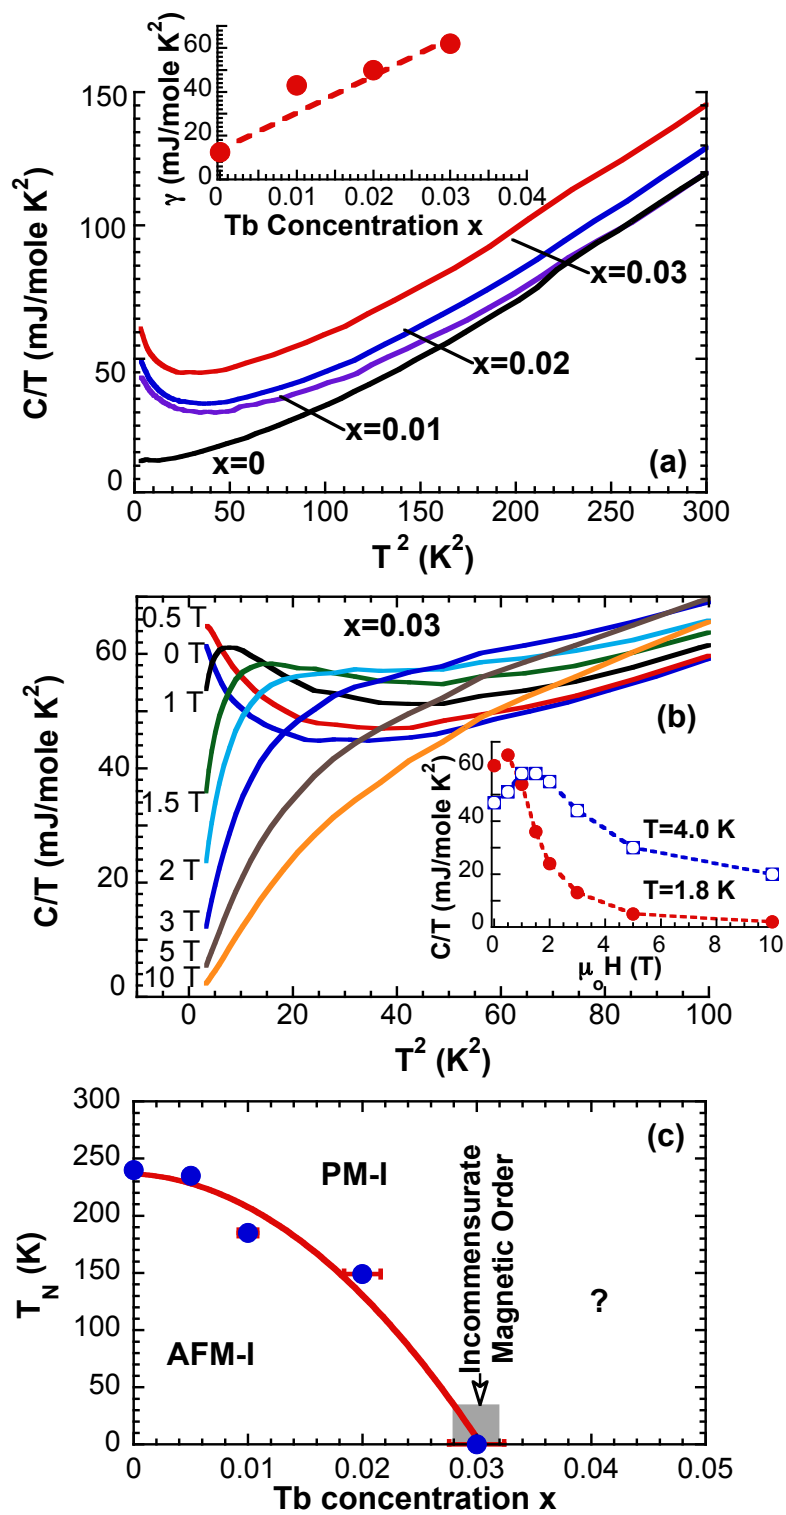 γ (mJ/mole K²)
60
40
20
0
0 0.01 0.02 0.03 0.04
Tb Concentration x
C/T (mJ/mole K²)
150
100
50
0
x=0.03
x=0.02
x=0.01
x=0
(a)
0 50 100 150 200 250 300
T² (K²)
C/T (mJ/mole K²)
60
40
20
0
0.5 T
0 T
1 T
1.5 T
2 T
3 T
5 T
10 T
x=0.03
(b)
C/T (mJ/mole K²)
60
40
20
0
T=4.0 K
T=1.8 K
0 2 4 6 8 10
μₒH (T)
0 20 40 60 80 100
T² (K²)
T_N (K)
300
250
200
150
100
50
0
(c)
PM-I
AFM-I
Incommensurate
Magnetic Order
?
0 0.01 0.02 0.03 0.04 0.05
Tb concentration x